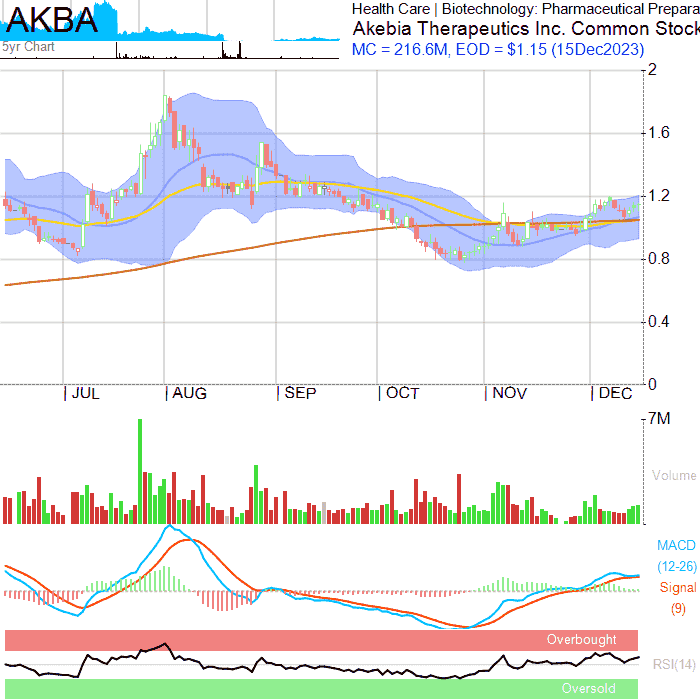 AKBA
5yr Chart
Health Care | Biotechnology: Pharmaceutical Prepara
Akebia Therapeutics Inc. Common Stock
MC = 216.6M, EOD = $1.15 (15Dec2023)
2
1.6
1.2
0.8
0.4
0
JUL AUG SEP OCT NOV DEC
7M
Volume
MACD
(12-26)
Signal
(9)
Overbought
RSI(14)
Oversold